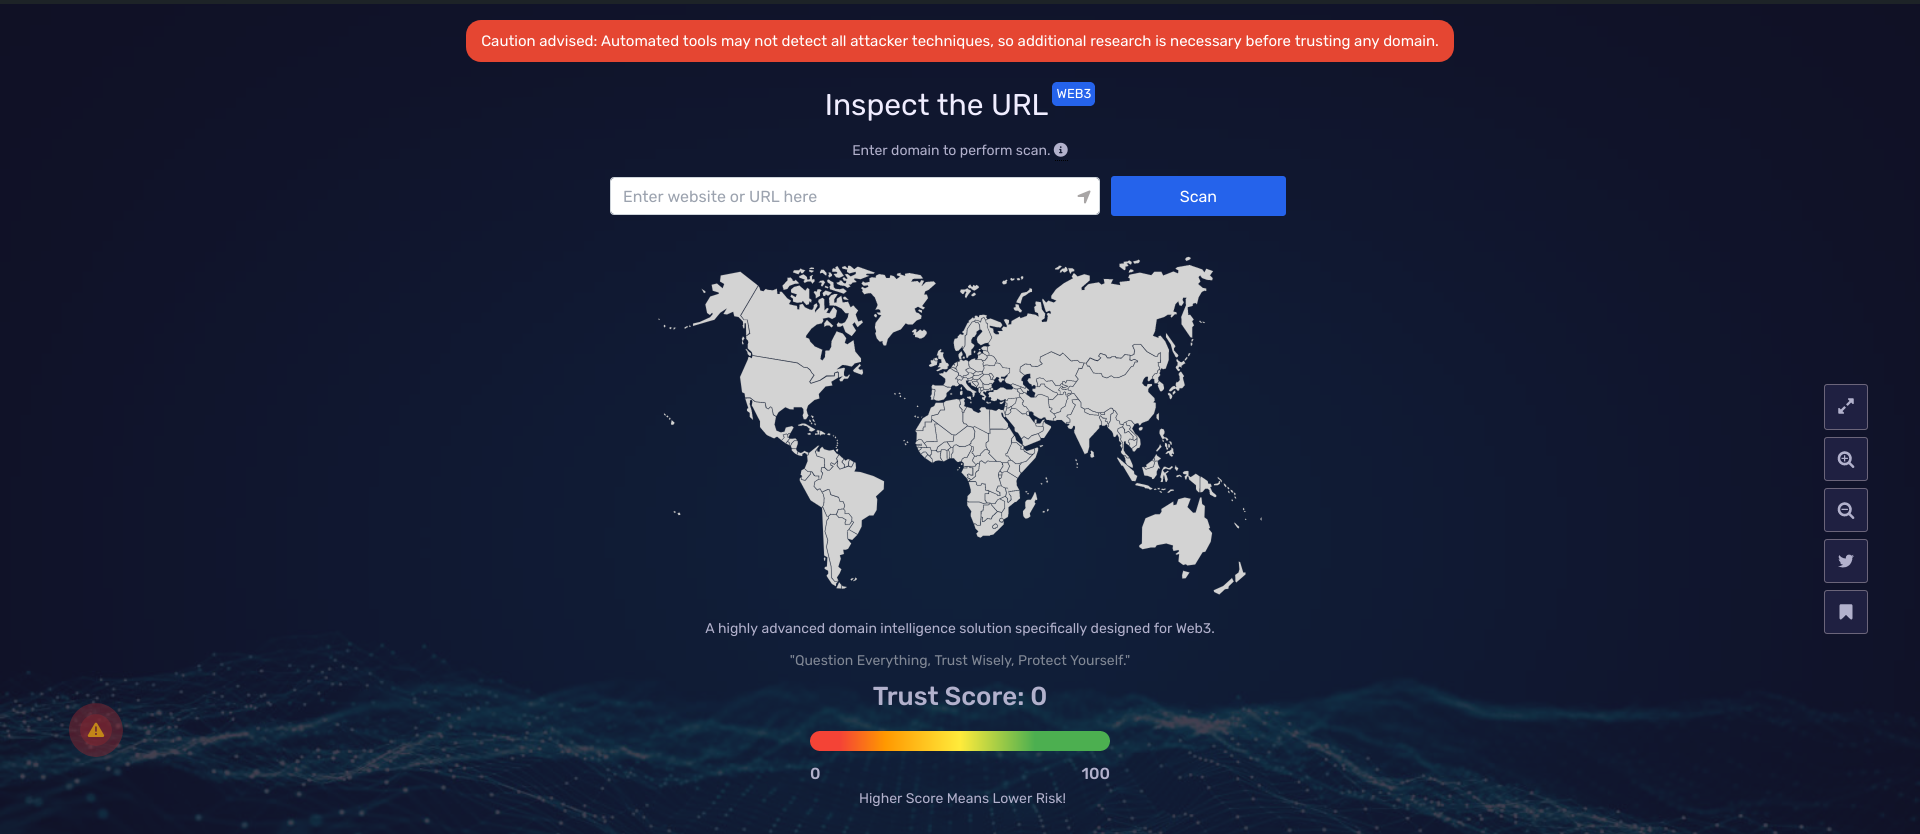 Caution advised: Automated tools may not detect all attacker techniques, so additional research is necessary before trusting any domain.
Inspect the URL WEB3
Enter domain to perform scan.
Enter website or URL here
Scan
A highly advanced domain intelligence solution specifically designed for Web3.
"Question Everything, Trust Wisely, Protect Yourself."
Trust Score: 0
0 100
Higher Score Means Lower Risk!